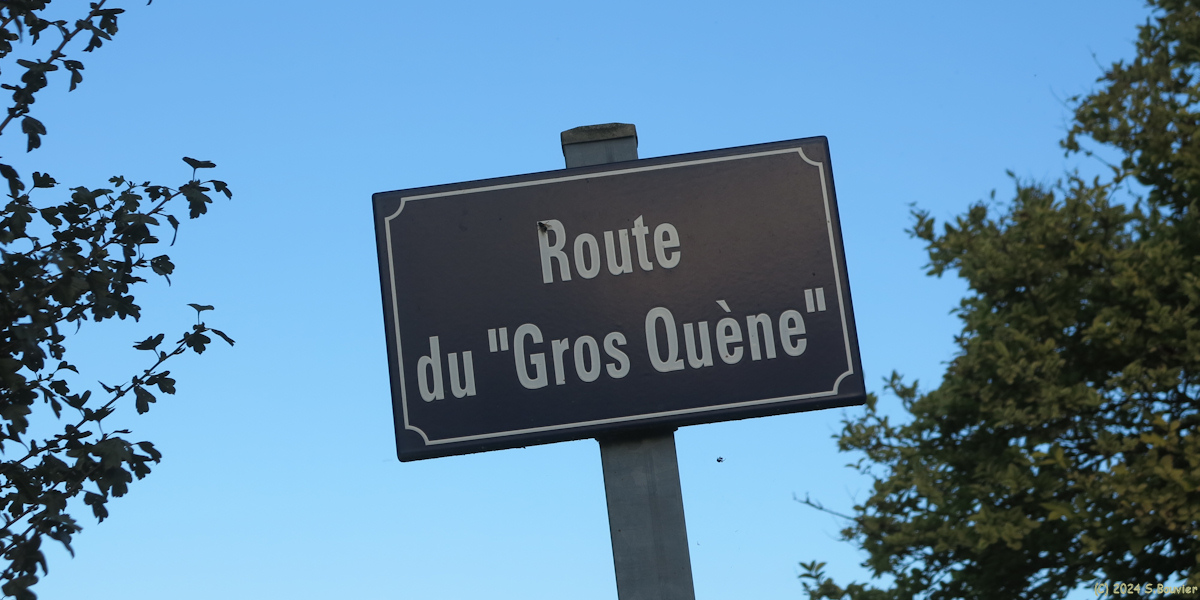 Route
du "Gros Quène"
(C) 2024 S.Bouvier